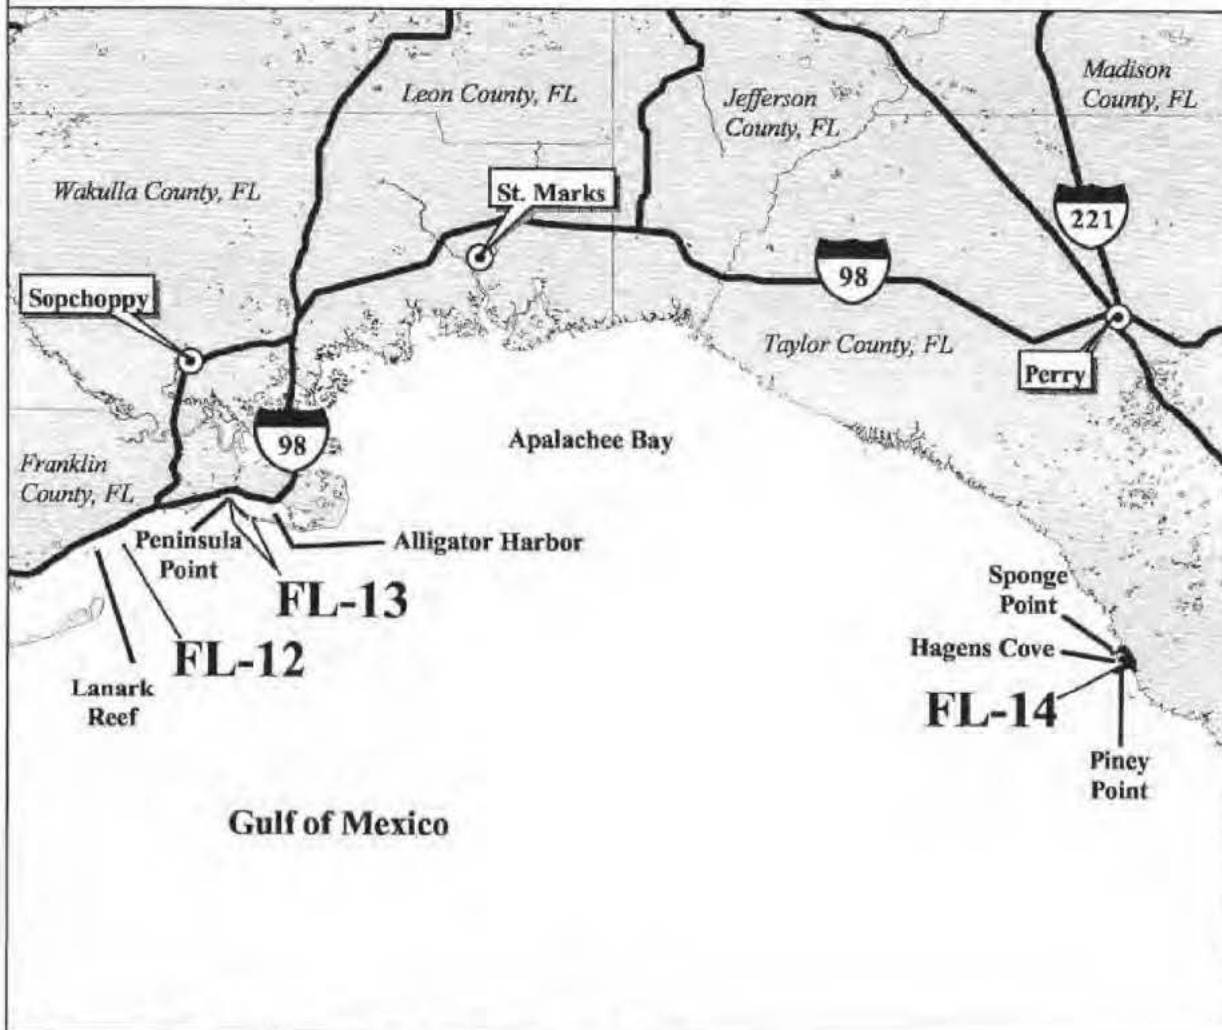 Madison
County, FL
Leon County, FL
Jefferson
County, FL
Wakulla County, FL
St. Marks
221
98
Sopchoppy
Taylor County, FL
Perry
98
Apalachee Bay
Franklin
County, FL
Peninsula
Point
Alligator Harbor
FL-13
FL-12
Lanark
Reef
Sponge
Point
Hagens Cove
FL-14
Piney
Point
Gulf of Mexico